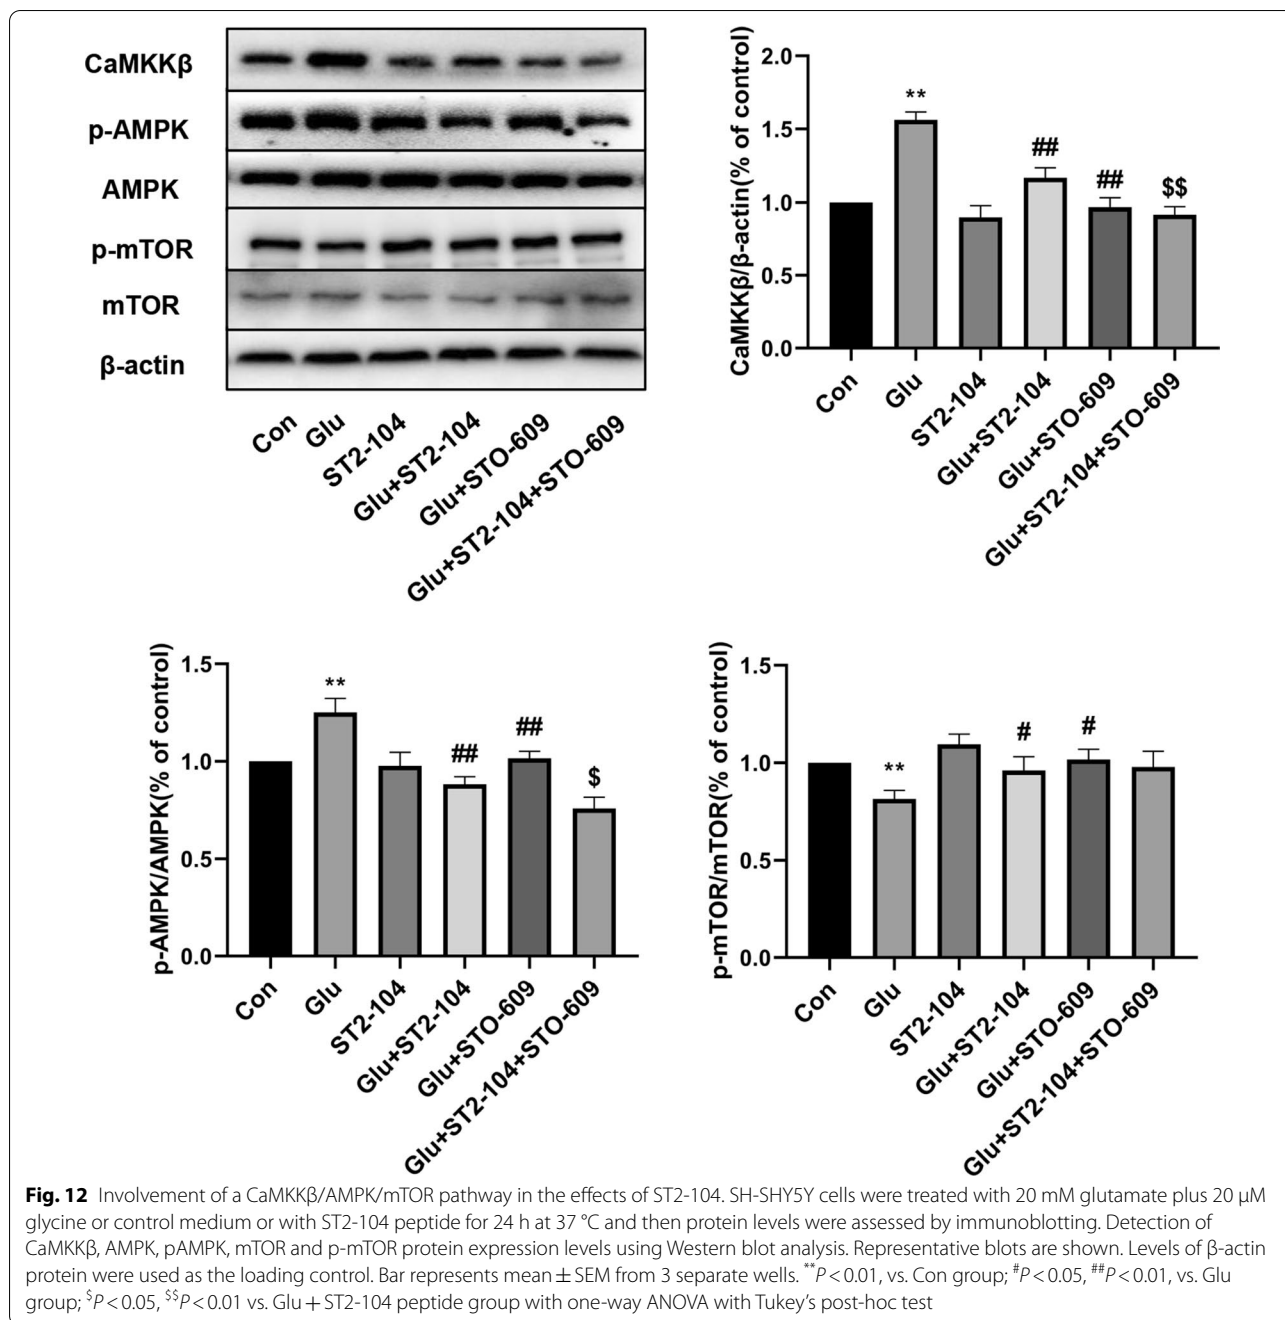 CaMKKβ
p-AMPK
AMPK
p-mTOR
mTOR
β-actin
Con
Glu
ST2-104
Glu+ST2-104
Glu+STO-609
Glu+ST2-104+STO-609
CaMKKβ/β-actin(% of control)
2.0
1.5
1.0
0.5
0.0
**
##
##
$$
Con
Glu
ST2-104
Glu+ST2-104
Glu+STO-609
Glu+ST2-104+STO-609
p-AMPK/AMPK(% of control)
1.5
1.0
0.5
0.0
**
##
##
$
Con
Glu
ST2-104
Glu+ST2-104
Glu+STO-609
Glu+ST2-104+STO-609
p-mTOR/mTOR(% of control)
1.5
1.0
0.5
0.0
**
#
#
Con
Glu
ST2-104
Glu+ST2-104
Glu+STO-609
Glu+ST2-104+STO-609
Fig. 12 Involvement of a CaMKKβ/AMPK/mTOR pathway in the effects of ST2-104. SH-SHY5Y cells were treated with 20 mM glutamate plus 20 μM
glycine or control medium or with ST2-104 peptide for 24 h at 37 °C and then protein levels were assessed by immunoblotting. Detection of
CaMKKβ, AMPK, pAMPK, mTOR and p-mTOR protein expression levels using Western blot analysis. Representative blots are shown. Levels of β-actin
protein were used as the loading control. Bar represents mean ± SEM from 3 separate wells. **P < 0.01, vs. Con group; #P < 0.05, ##P < 0.01, vs. Glu
group; $P < 0.05, $$P < 0.01 vs. Glu + ST2-104 peptide group with one-way ANOVA with Tukey's post-hoc test